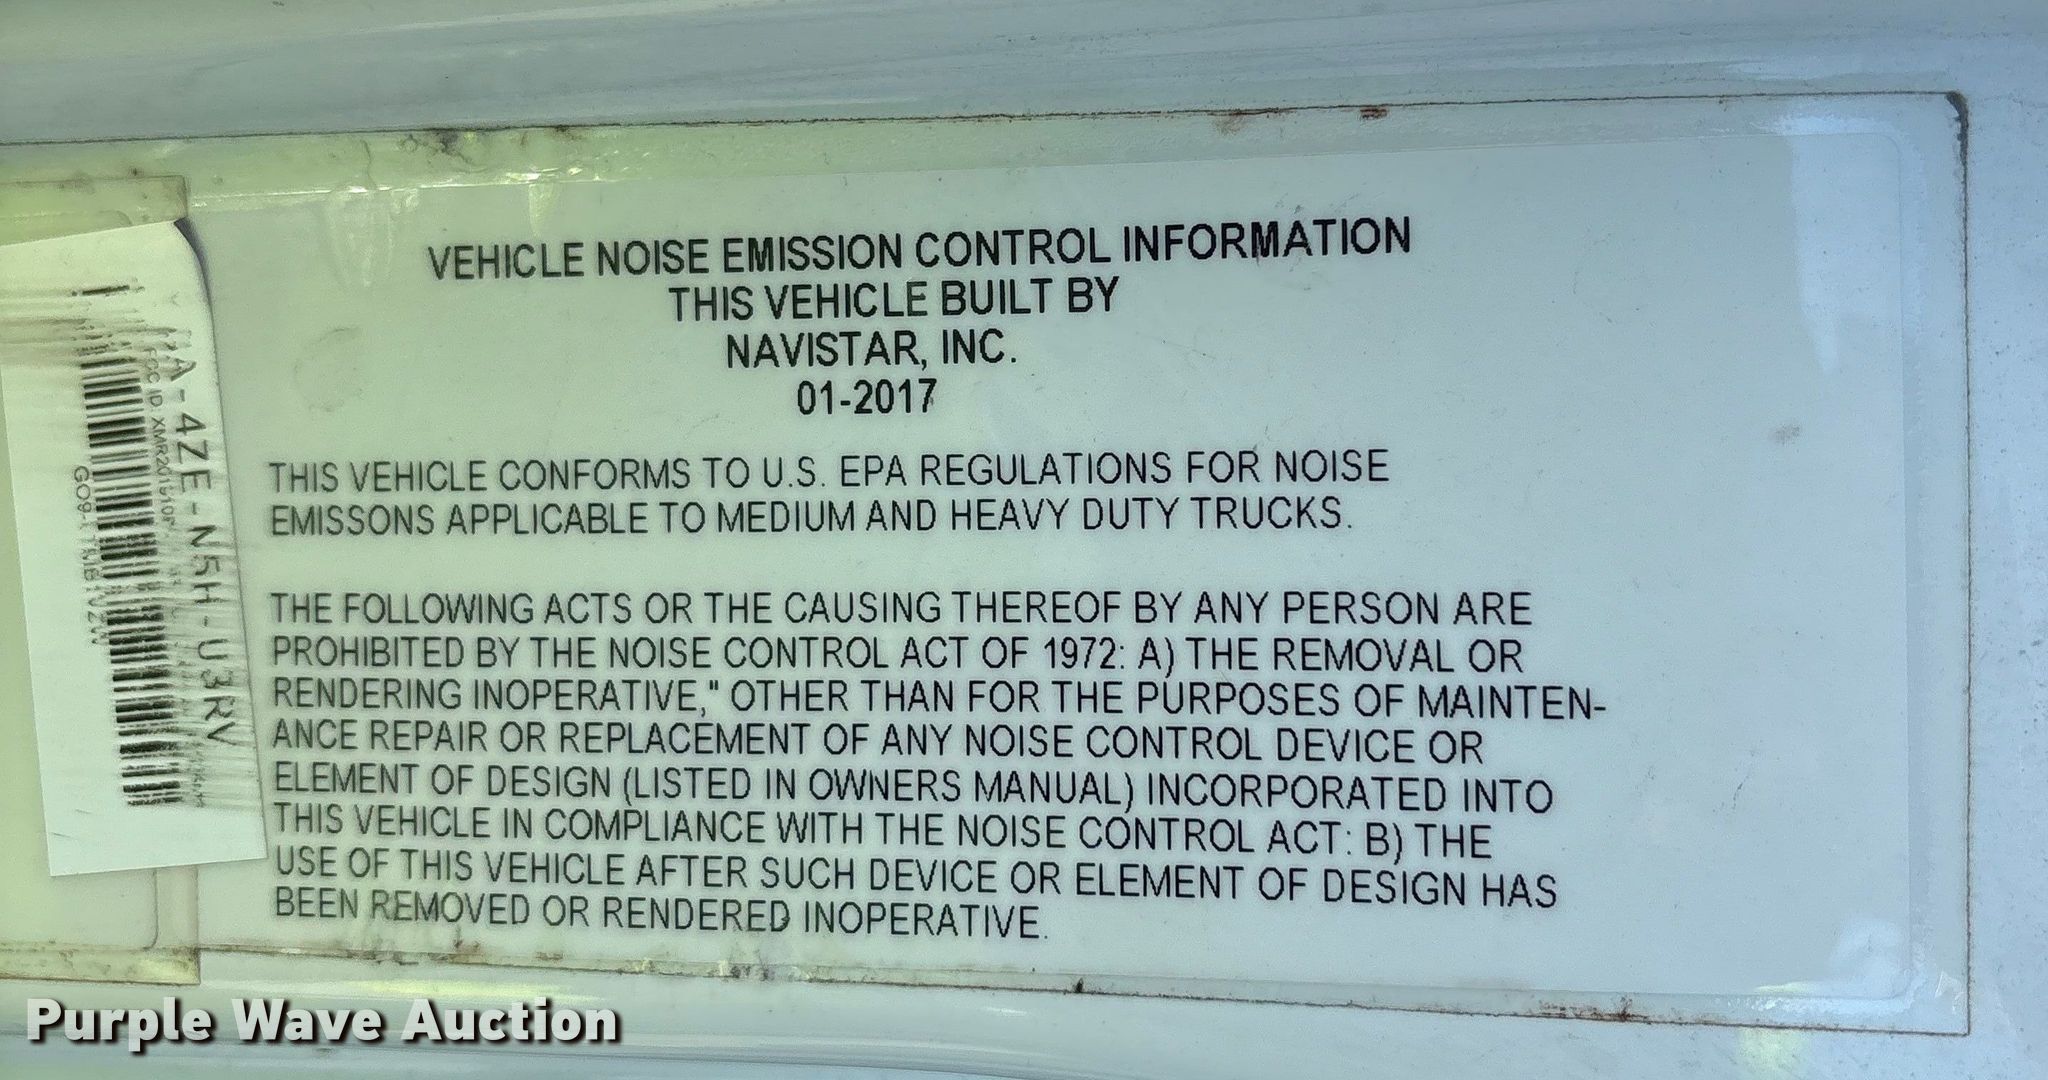 VEHICLE NOISE EMISSION CONTROL INFORMATION
THIS VEHICLE BUILT BY
NAVISTAR, INC.
01-2017
THIS VEHICLE CONFORMS TO U.S. EPA REGULATIONS FOR NOISE
EMISSONS APPLICABLE TO MEDIUM AND HEAVY DUTY TRUCKS.
THE FOLLOWING ACTS OR THE CAUSING THEREOF BY ANY PERSON ARE
PROHIBITED BY THE NOISE CONTROL ACT OF 1972: A) THE REMOVAL OR
RENDERING INOPERATIVE," OTHER THAN FOR THE PURPOSES OF MAINTEN-
ANCE REPAIR OR REPLACEMENT OF ANY NOISE CONTROL DEVICE OR
ELEMENT OF DESIGN (LISTED IN OWNERS MANUAL) INCORPORATED INTO
THIS VEHICLE IN COMPLIANCE WITH THE NOISE CONTROL ACT: B) THE
USE OF THIS VEHICLE AFTER SUCH DEVICE OR ELEMENT OF DESIGN HAS
BEEN REMOVED OR RENDERED INOPERATIVE.
A-4ZE-N5H-U3RV
FCC ID:
Purple Wave Auction